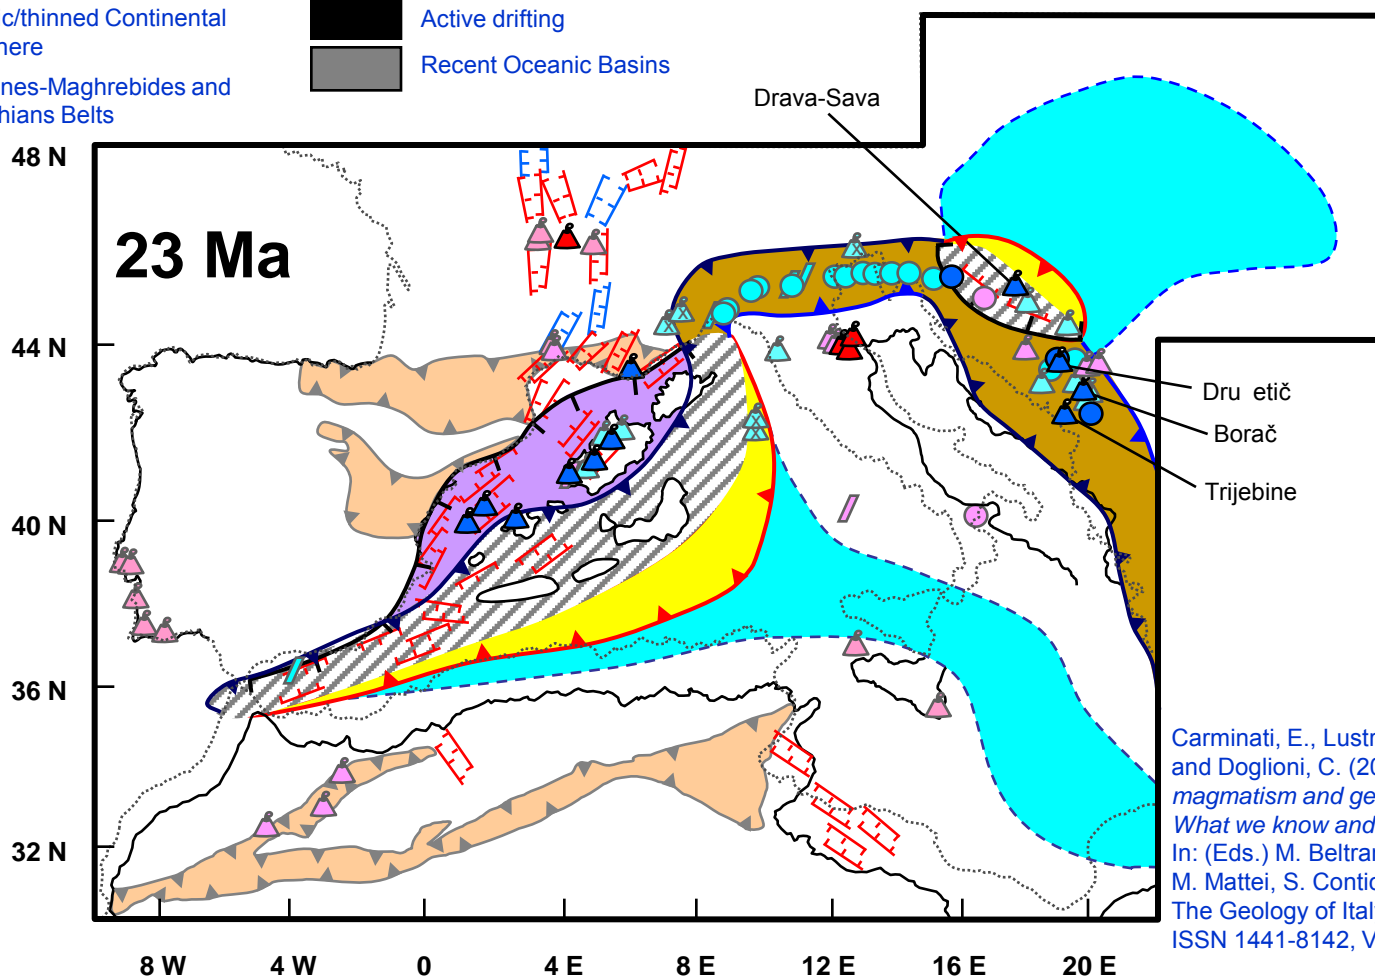 c/thinned Continental
here
nes-Maghrebides and
hians Belts
Active drifting
Recent Oceanic Basins
Drava-Sava
48 N
23 Ma
44 N
40 N
36 N
32 N
Dru etič
Borač
Trijebine
8 W
4 W
0
4 E
8 E
12 E
16 E
20 E
Carminati, E., Lustr
and Doglioni, C. (20
magmatism and ge
What we know and
In: (Eds.) M. Beltran
M. Mattei, S. Contic
The Geology of Ital
ISSN 1441-8142, V